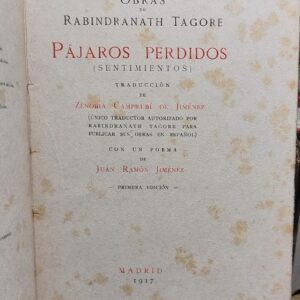 OBRAS
DE
RABINDRANATH TAGORE
PÁJAROS PERDIDOS
(SENTIMIENTOS)
TRADUCCIÓN
DE
ZENOBIA CAMPRUBÍ DE JIMÉNEZ
(ÚNICO TRADUCTOR AUTORIZADO POR
RABINDRANATH TAGORE PARA
PUBLICAR SUS OBRAS EN ESPAÑOL)
CON UN POEMA
DE
JUAN RAMÓN JIMÉNEZ
— PRIMERA EDICIÓN —
MADRID
1917